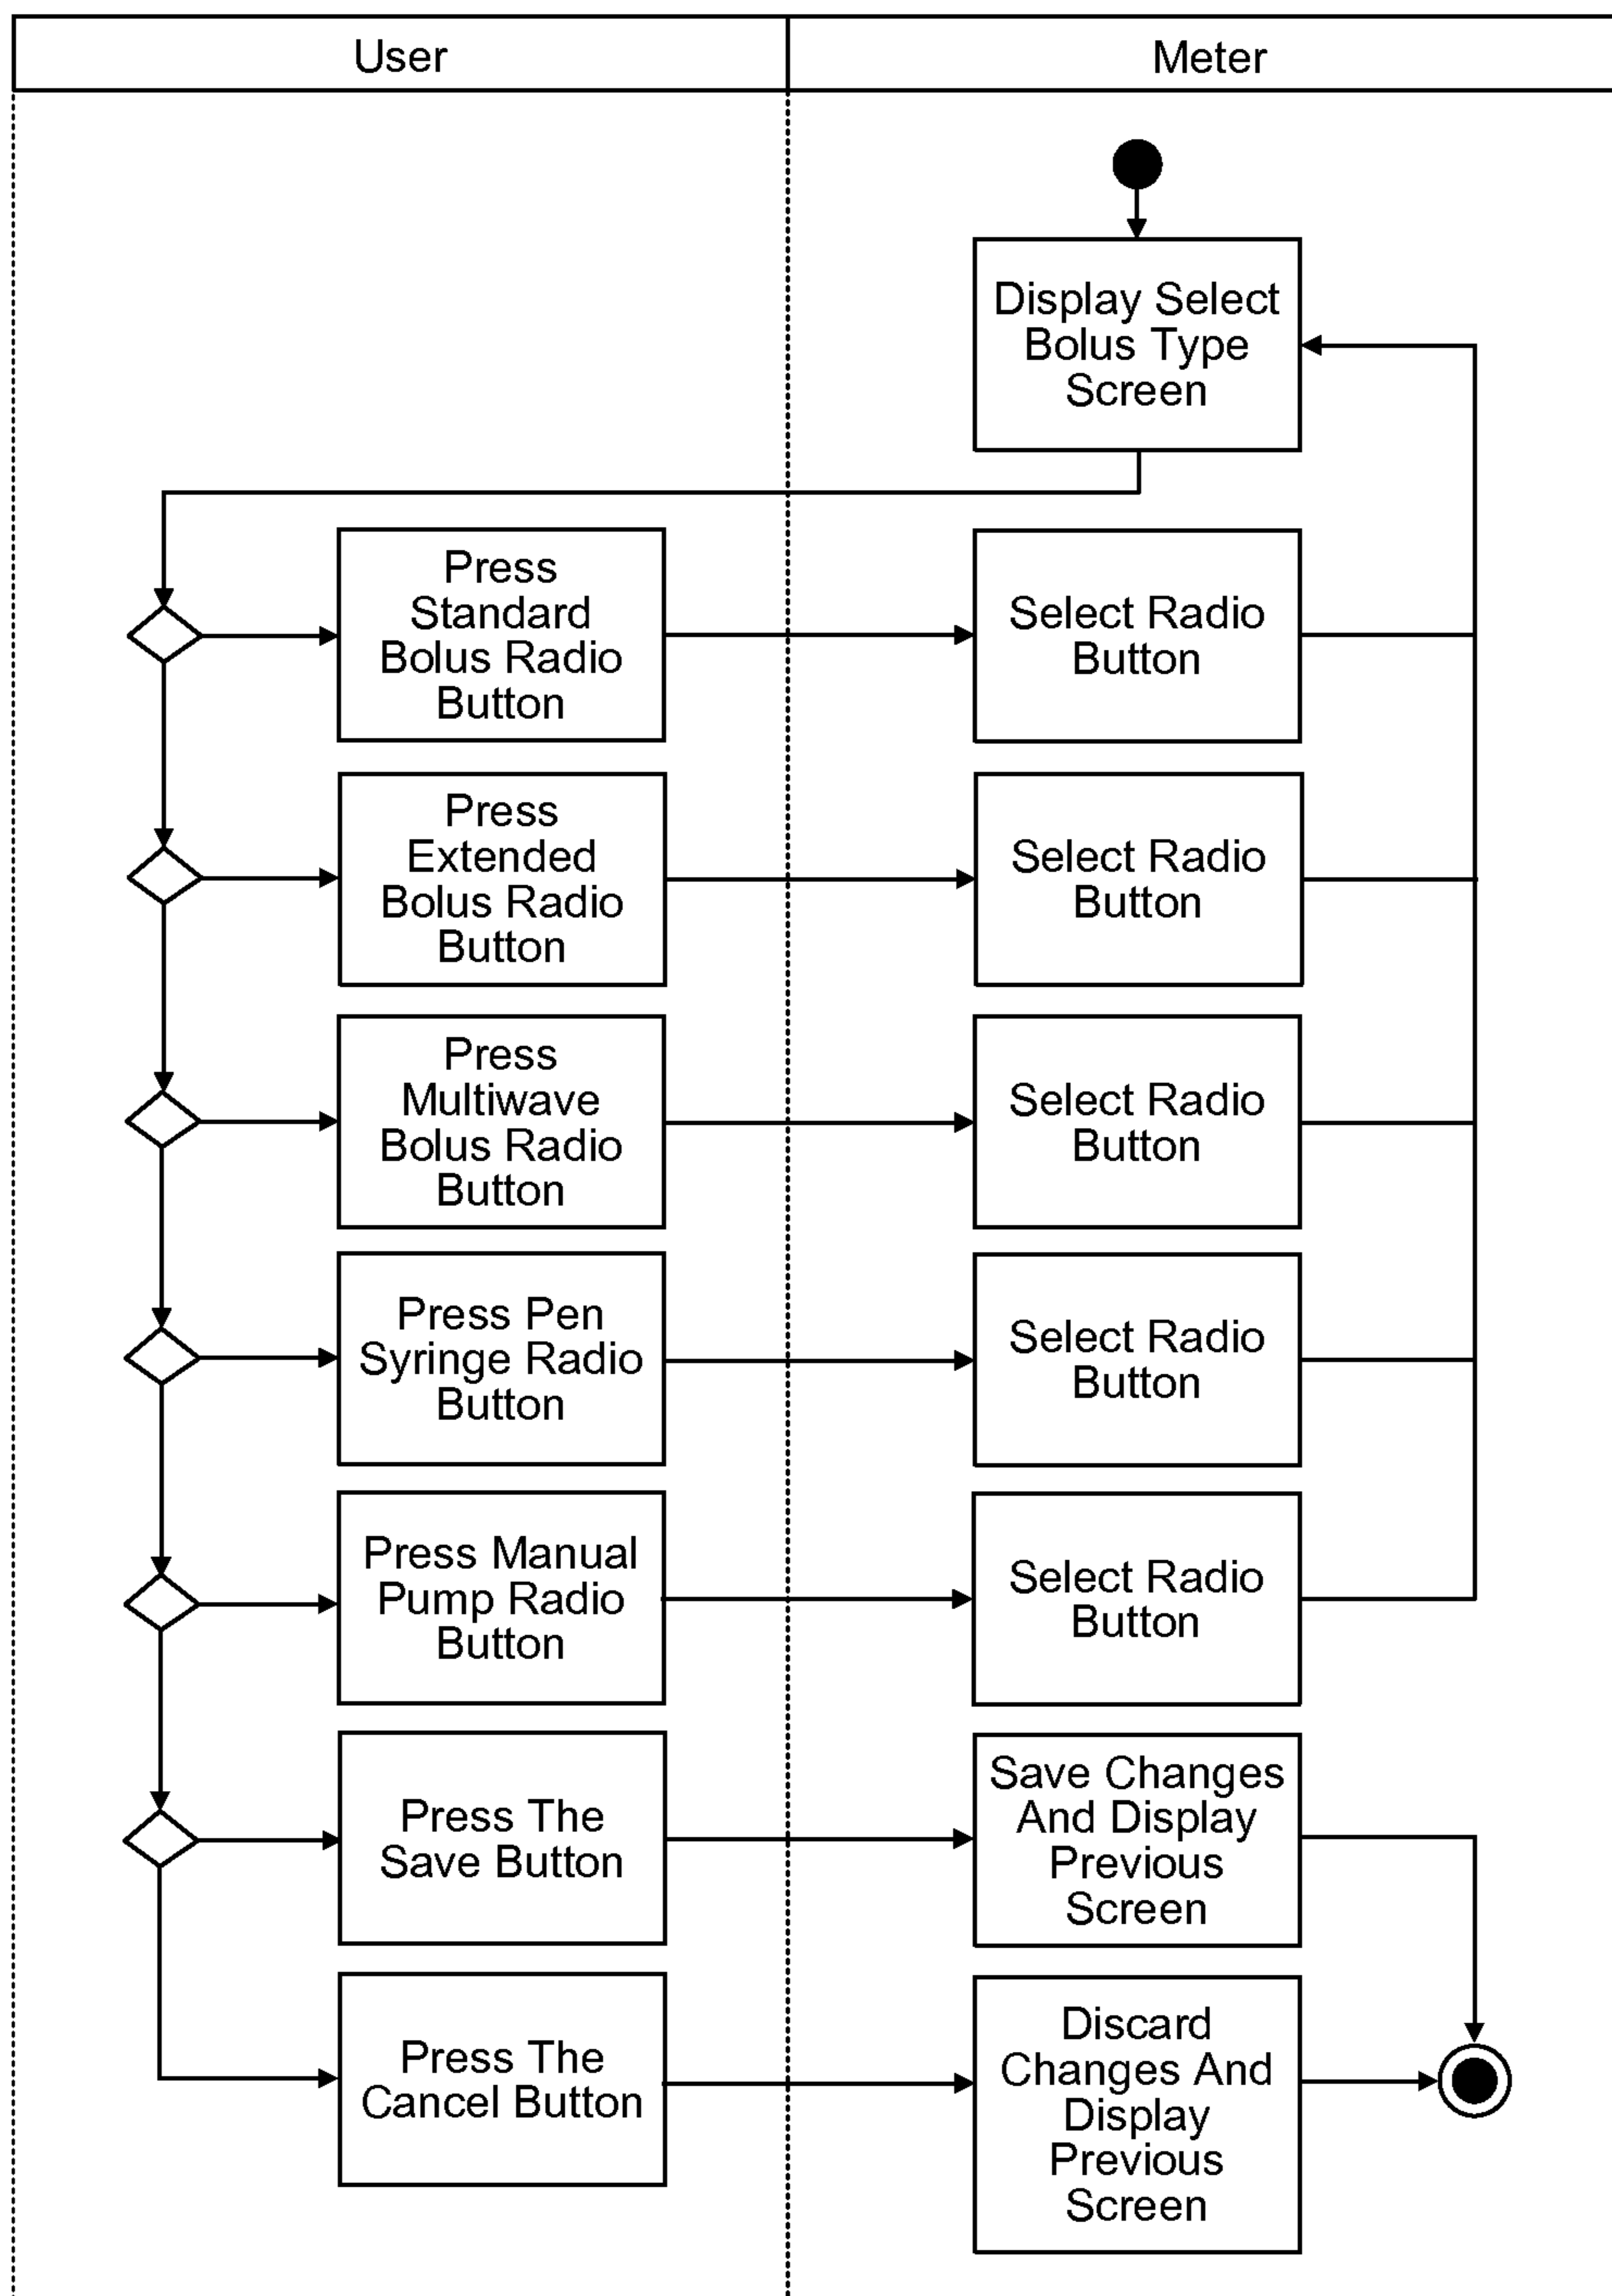 User
Meter
Display Select
Bolus Type
Screen
Press
Standard
Bolus Radio
Button
Select Radio
Button
Press
Extended
Bolus Radio
Button
Select Radio
Button
Press
Multiwave
Bolus Radio
Button
Select Radio
Button
Press Pen
Syringe Radio
Button
Select Radio
Button
Press Manual
Pump Radio
Button
Select Radio
Button
Press The
Save Button
Save Changes
And Display
Previous
Screen
Press The
Cancel Button
Discard
Changes And
Display
Previous
Screen